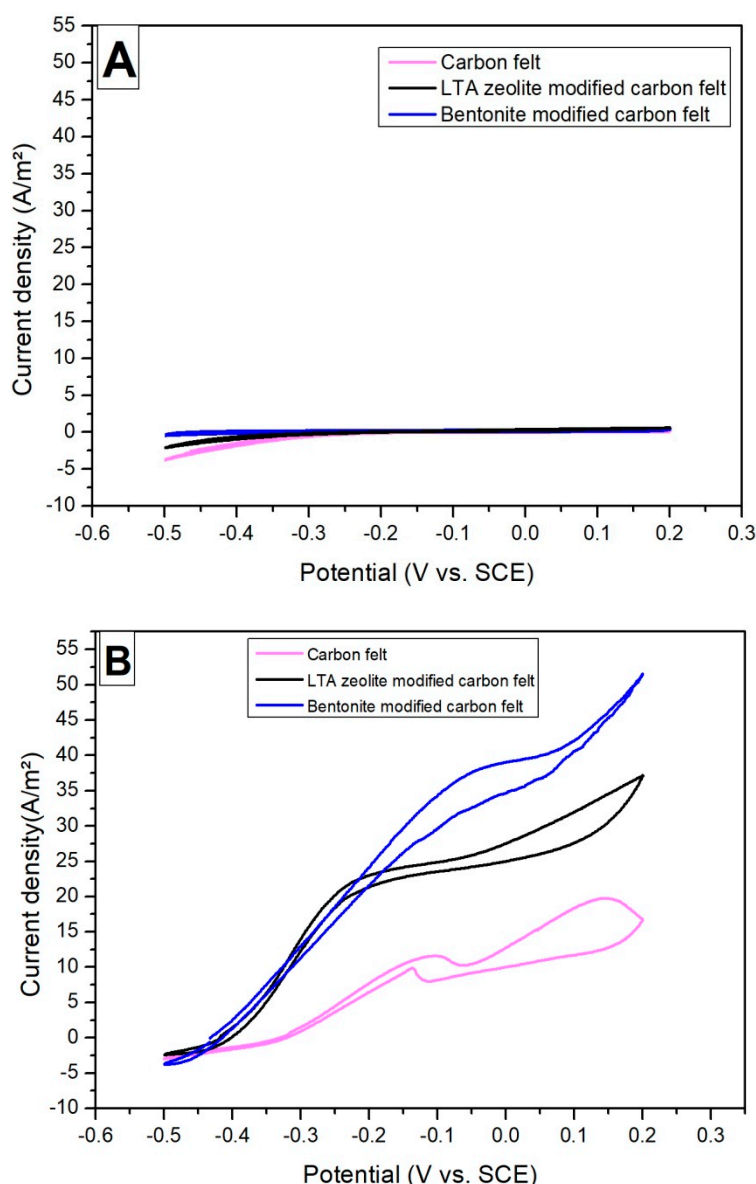 A
Carbon felt
LTA zeolite modified carbon felt
Bentonite modified carbon felt
55
50
45
40
35
30
25
20
15
10
5
0
-5
-10
Current density (A/m²)
-0.6 -0.5 -0.4 -0.3 -0.2 -0.1 0.0 0.1 0.2 0.3
Potential (V vs. SCE)
B
Carbon felt
LTA zeolite modified carbon felt
Bentonite modified carbon felt
55
50
45
40
35
30
25
20
15
10
5
0
-5
-10
Current density(A/m²)
-0.6 -0.5 -0.4 -0.3 -0.2 -0.1 0.0 0.1 0.2 0.3
Potential (V vs. SCE)